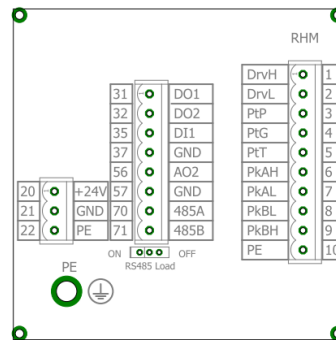 RHM
DrvH 1
DrvL 2
PtP 3
PtG 4
PtT 5
PkAH 6
PkAL 7
PkBL 8
PkBH 9
PE 10
31 DO1
32 DO2
35 DI1
37 GND
56 AO2
57 GND
70 485A
71 485B
ON OFF
RS485 Load
20 +24V
21 GND
22 PE
PE